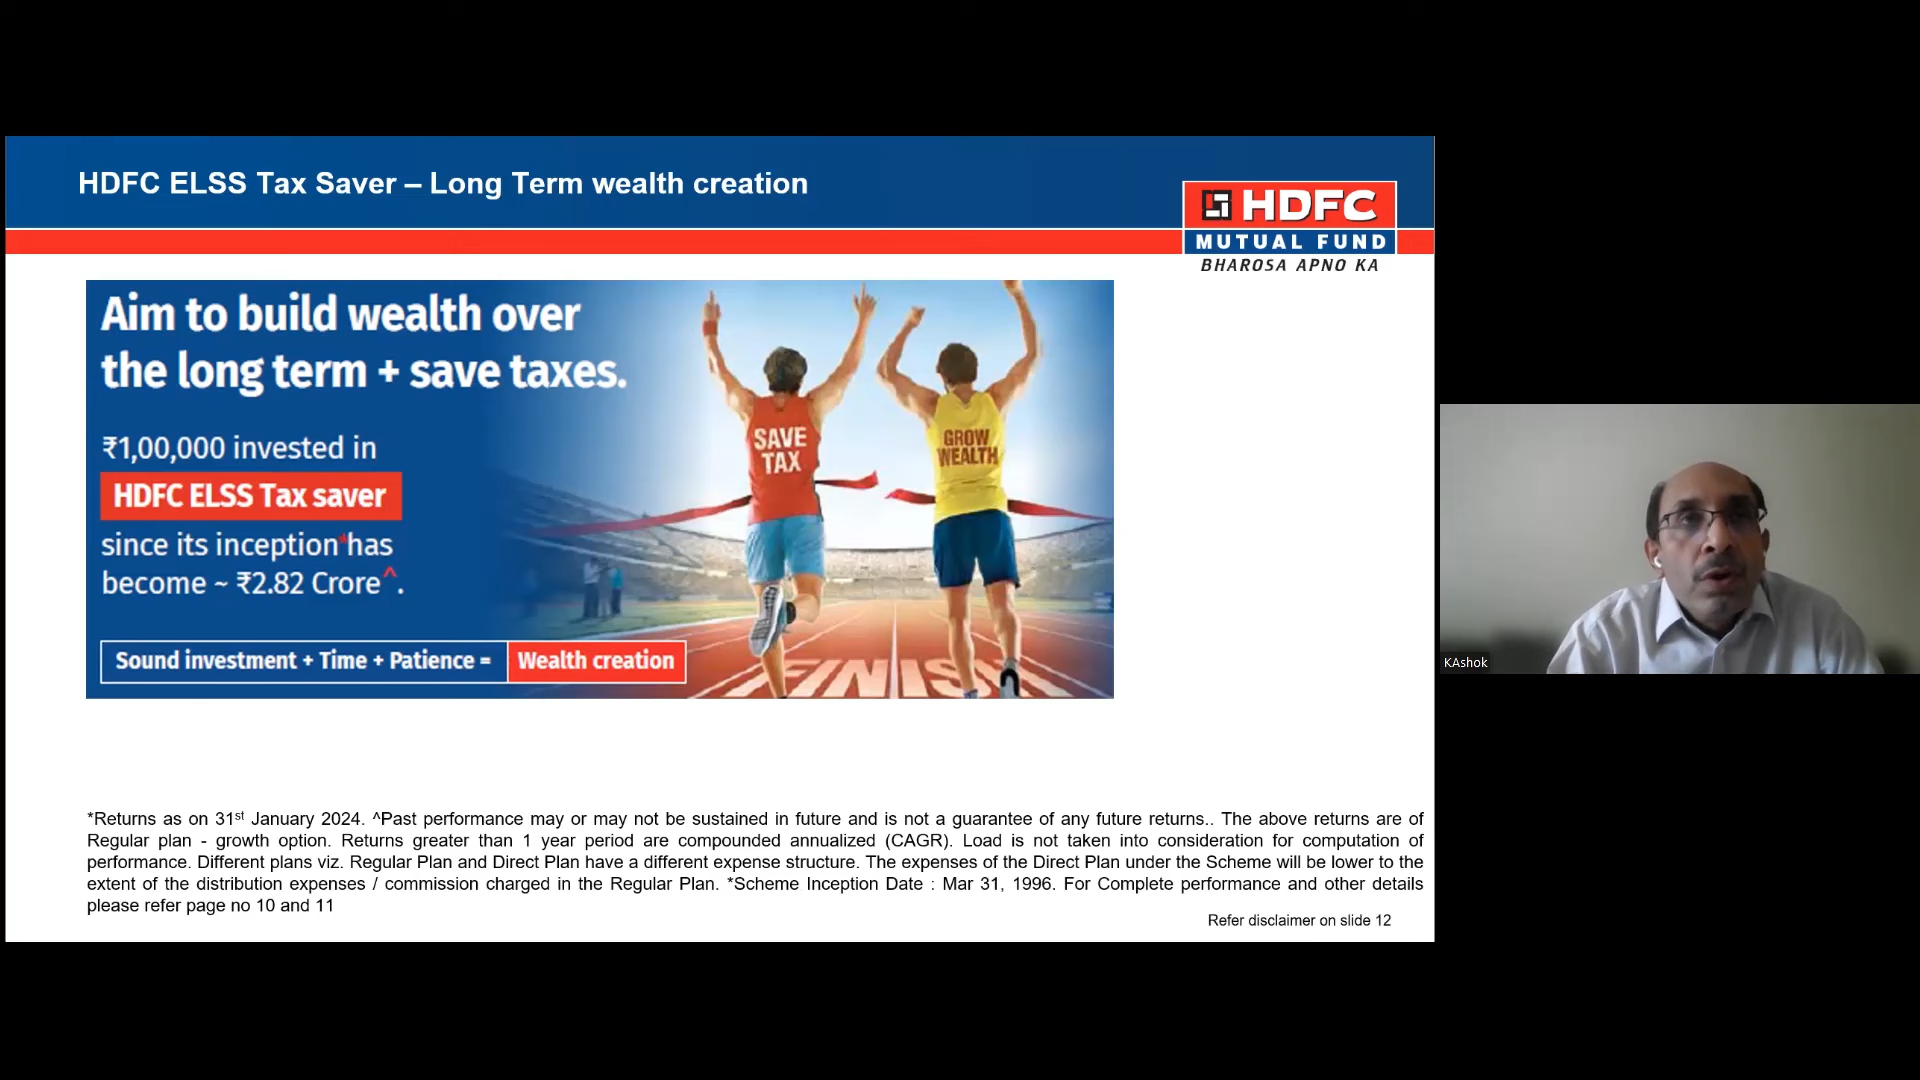 HDFC ELSS Tax Saver – Long Term wealth creation
HDFC
MUTUAL FUND
BHAROSA APNO KA
Aim to build wealth over
the long term + save taxes.
₹1,00,000 invested in
HDFC ELSS Tax saver
since its inception*has
become ~ ₹2.82 Crore^.
Sound investment + Time + Patience = Wealth creation
SAVE
TAX
GROW
WEALTH
FINISH
*Returns as on 31st January 2024. ^Past performance may or may not be sustained in future and is not a guarantee of any future returns.. The above returns are of
Regular plan - growth option. Returns greater than 1 year period are compounded annualized (CAGR). Load is not taken into consideration for computation of
performance. Different plans viz. Regular Plan and Direct Plan have a different expense structure. The expenses of the Direct Plan under the Scheme will be lower to the
extent of the distribution expenses / commission charged in the Regular Plan. *Scheme Inception Date : Mar 31, 1996. For Complete performance and other details
please refer page no 10 and 11
Refer disclaimer on slide 12
KAshok